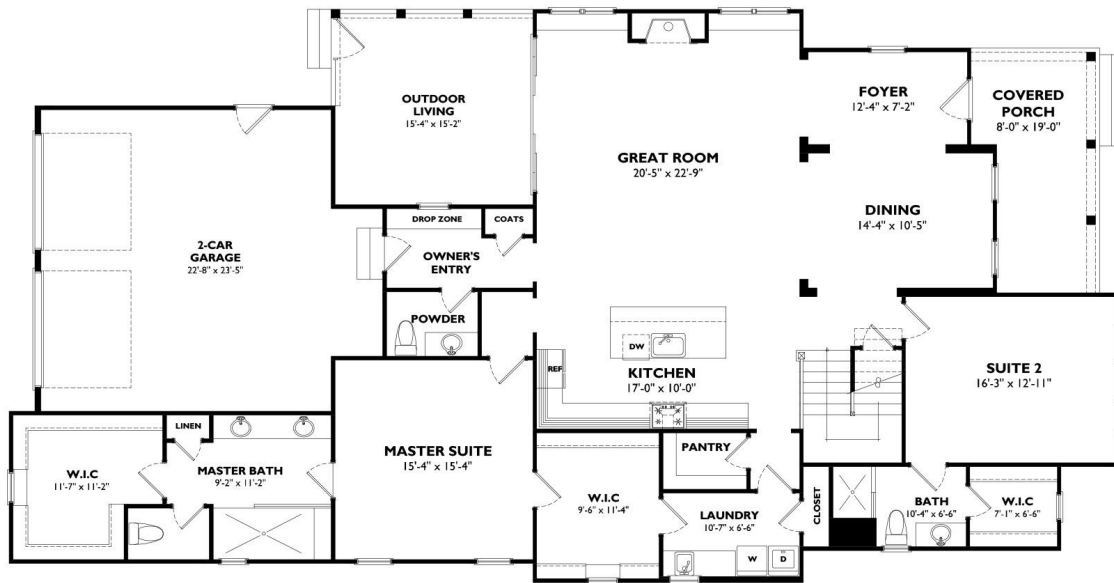 OUTDOOR
LIVING
15'-4" x 15'-2"
GREAT ROOM
20'-5" x 22'-9"
FOYER
12'-4" x 7'-2"
COVERED
PORCH
8'-0" x 19'-0"
2-CAR
GARAGE
22'-8" x 23'-5"
DROP ZONE
COATS
OWNER'S
ENTRY
POWDER
DINING
14'-4" x 10'-5"
DW
REF
KITCHEN
17'-0" x 10'-0"
SUITE 2
16'-3" x 12'-11"
LINEN
W.I.C
11'-7" x 11'-2"
MASTER BATH
9'-2" x 11'-2"
MASTER SUITE
15'-4" x 15'-4"
W.I.C
9'-6" x 11'-4"
PANTRY
LAUNDRY
10'-7" x 6'-6"
W
D
CLOSET
BATH
10'-4" x 6'-6"
W.I.C
7'-1" x 6'-6"